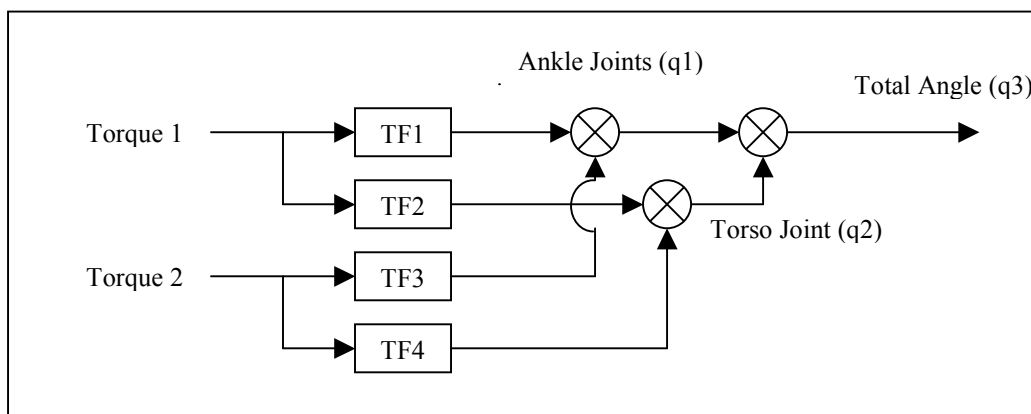 Ankle Joints (q1)
Total Angle (q3)
Torque 1
TF1
TF2
Torso Joint (q2)
Torque 2
TF3
TF4